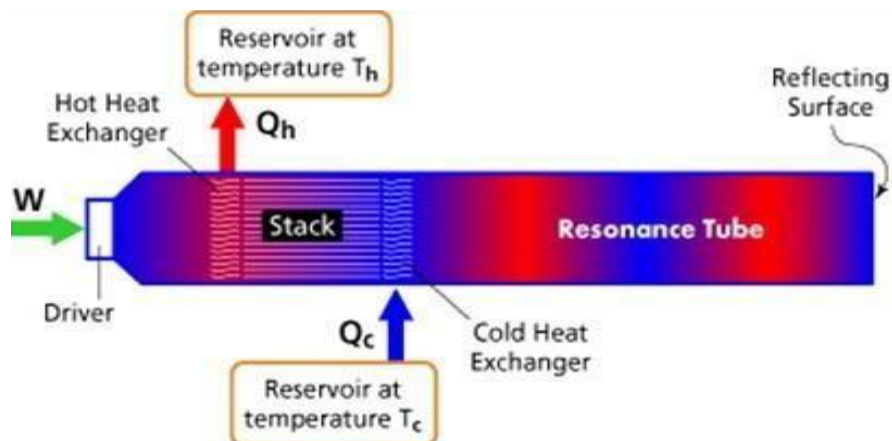 Reservoir at
temperature Th
Hot Heat
Exchanger
Qh
Reflecting
Surface
W
Stack
Resonance Tube
Driver
Qc
Cold Heat
Exchanger
Reservoir at
temperature Tc